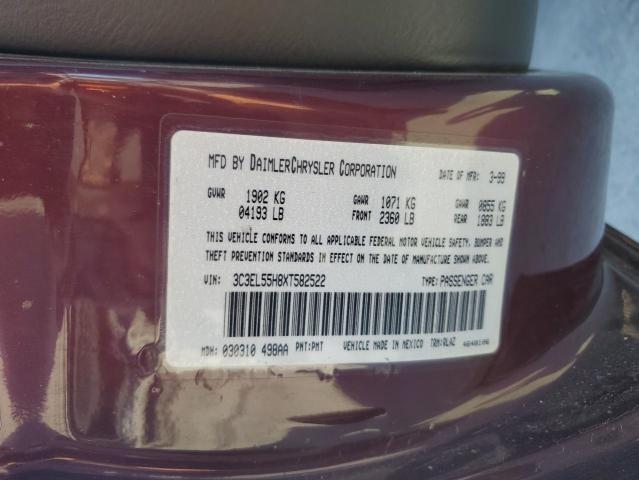 MFD BY DAIMLERCHRYSLER CORPORATION DATE OF MFR: 3-99
GVWR 1902 KG GAWR 1071 KG GAWR 0855 KG
04193 LB FRONT 2360 LB REAR 1883 LB
THIS VEHICLE CONFORMS TO ALL APPLICABLE FEDERAL MOTOR VEHICLE SAFETY, BUMPER AND
THEFT PREVENTION STANDARDS IN EFFECT ON THE DATE OF MANUFACTURE SHOWN ABOVE.
VIN: 3C3EL55H8XT582522 TYPE: PASSENGER CAR
MDH: 030310 498AA PNT:PMT VEHICLE MADE IN MEXICO TRM:RLAZ